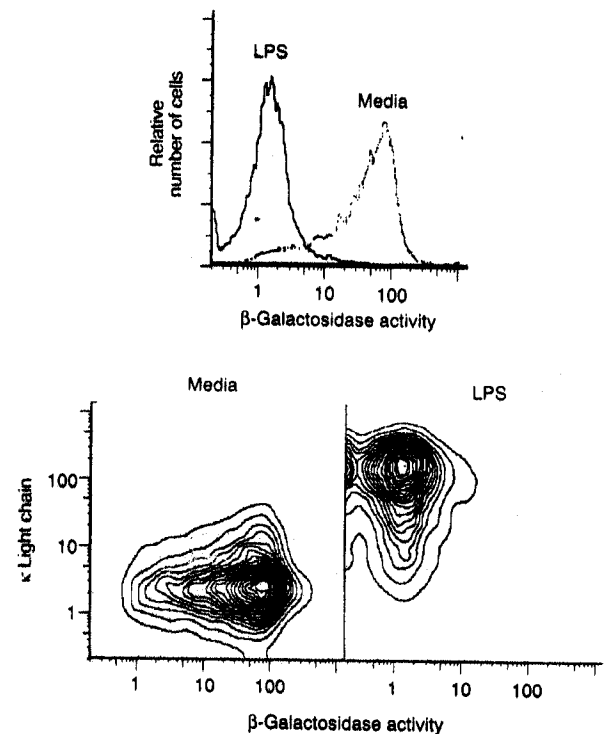 LPS
Media
Relative
number of cells
1
10
100
β-Galactosidase activity
Media
LPS
κ Light chain
100
10
1
1
10
100
1
10
100
β-Galactosidase activity